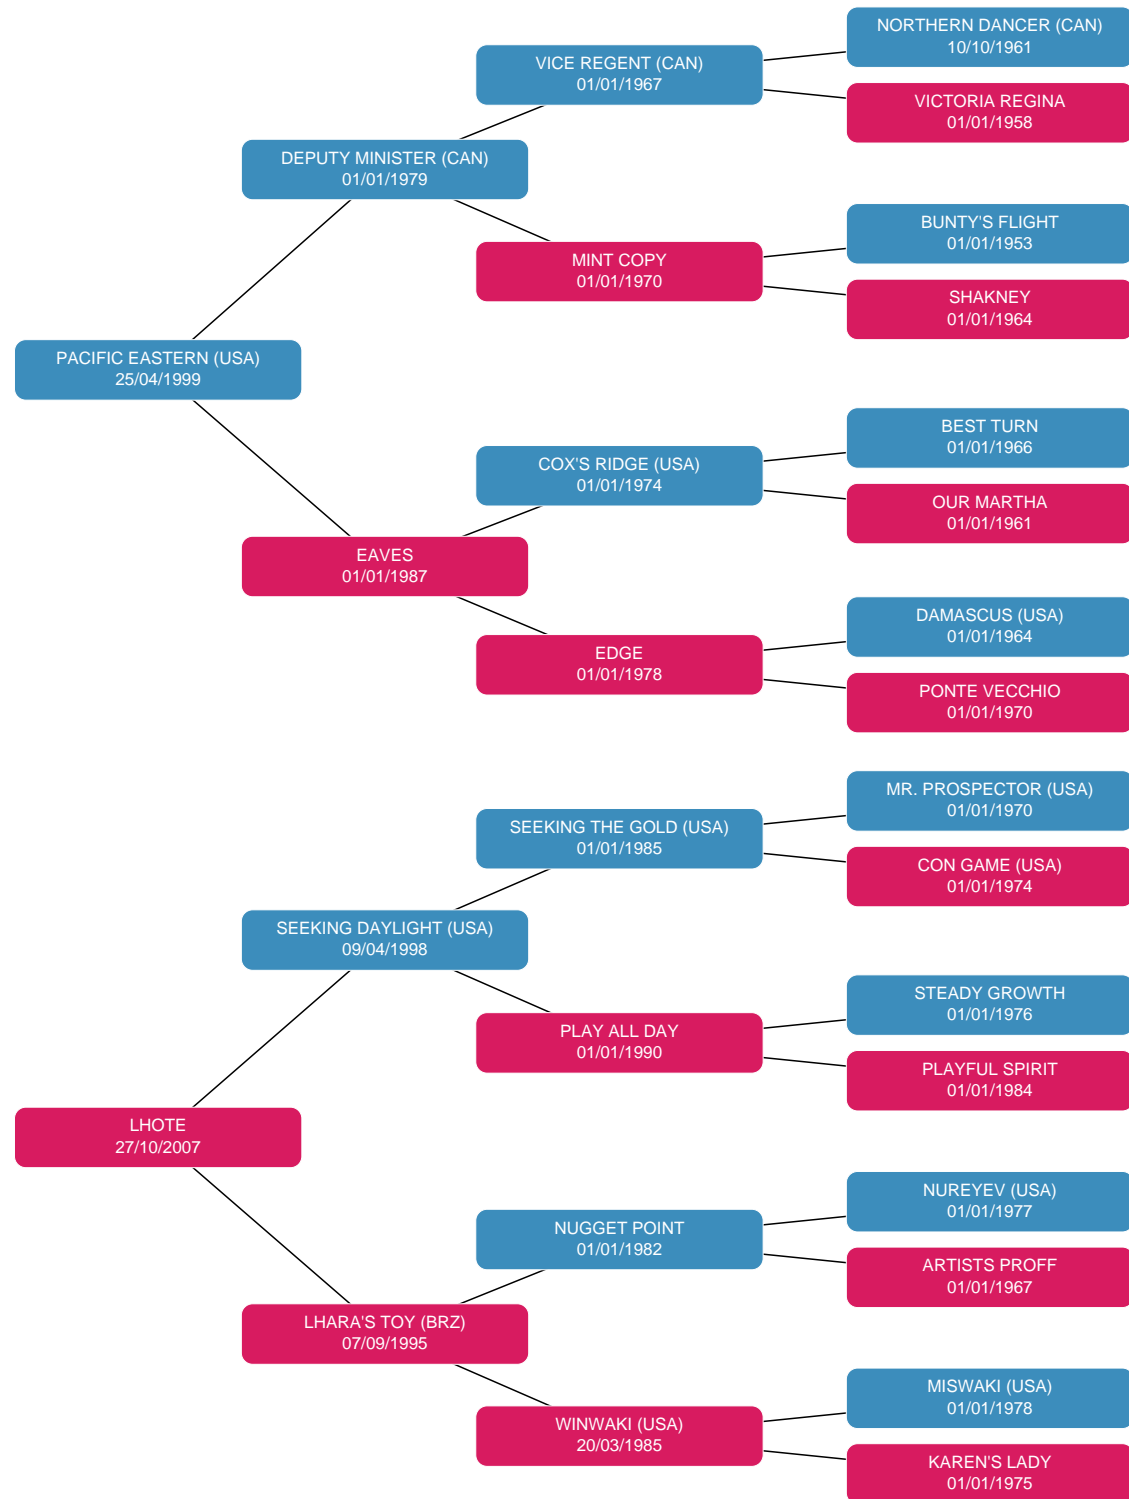 NORTHERN DANCER (CAN)
10/10/1961
VICE REGENT (CAN)
01/01/1967
VICTORIA REGINA
01/01/1958
DEPUTY MINISTER (CAN)
01/01/1979
BUNTY'S FLIGHT
01/01/1953
MINT COPY
01/01/1970
SHAKNEY
01/01/1964
PACIFIC EASTERN (USA)
25/04/1999
BEST TURN
01/01/1966
COX'S RIDGE (USA)
01/01/1974
OUR MARTHA
01/01/1961
EAVES
01/01/1987
DAMASCUS (USA)
01/01/1964
EDGE
01/01/1978
PONTE VECCHIO
01/01/1970
MR. PROSPECTOR (USA)
01/01/1970
SEEKING THE GOLD (USA)
01/01/1985
CON GAME (USA)
01/01/1974
SEEKING DAYLIGHT (USA)
09/04/1998
STEADY GROWTH
01/01/1976
PLAY ALL DAY
01/01/1990
PLAYFUL SPIRIT
01/01/1984
LHOTE
27/10/2007
NUREYEV (USA)
01/01/1977
NUGGET POINT
01/01/1982
ARTISTS PROFF
01/01/1967
LHARA'S TOY (BRZ)
07/09/1995
MISWAKI (USA)
01/01/1978
WINWAKI (USA)
20/03/1985
KAREN'S LADY
01/01/1975